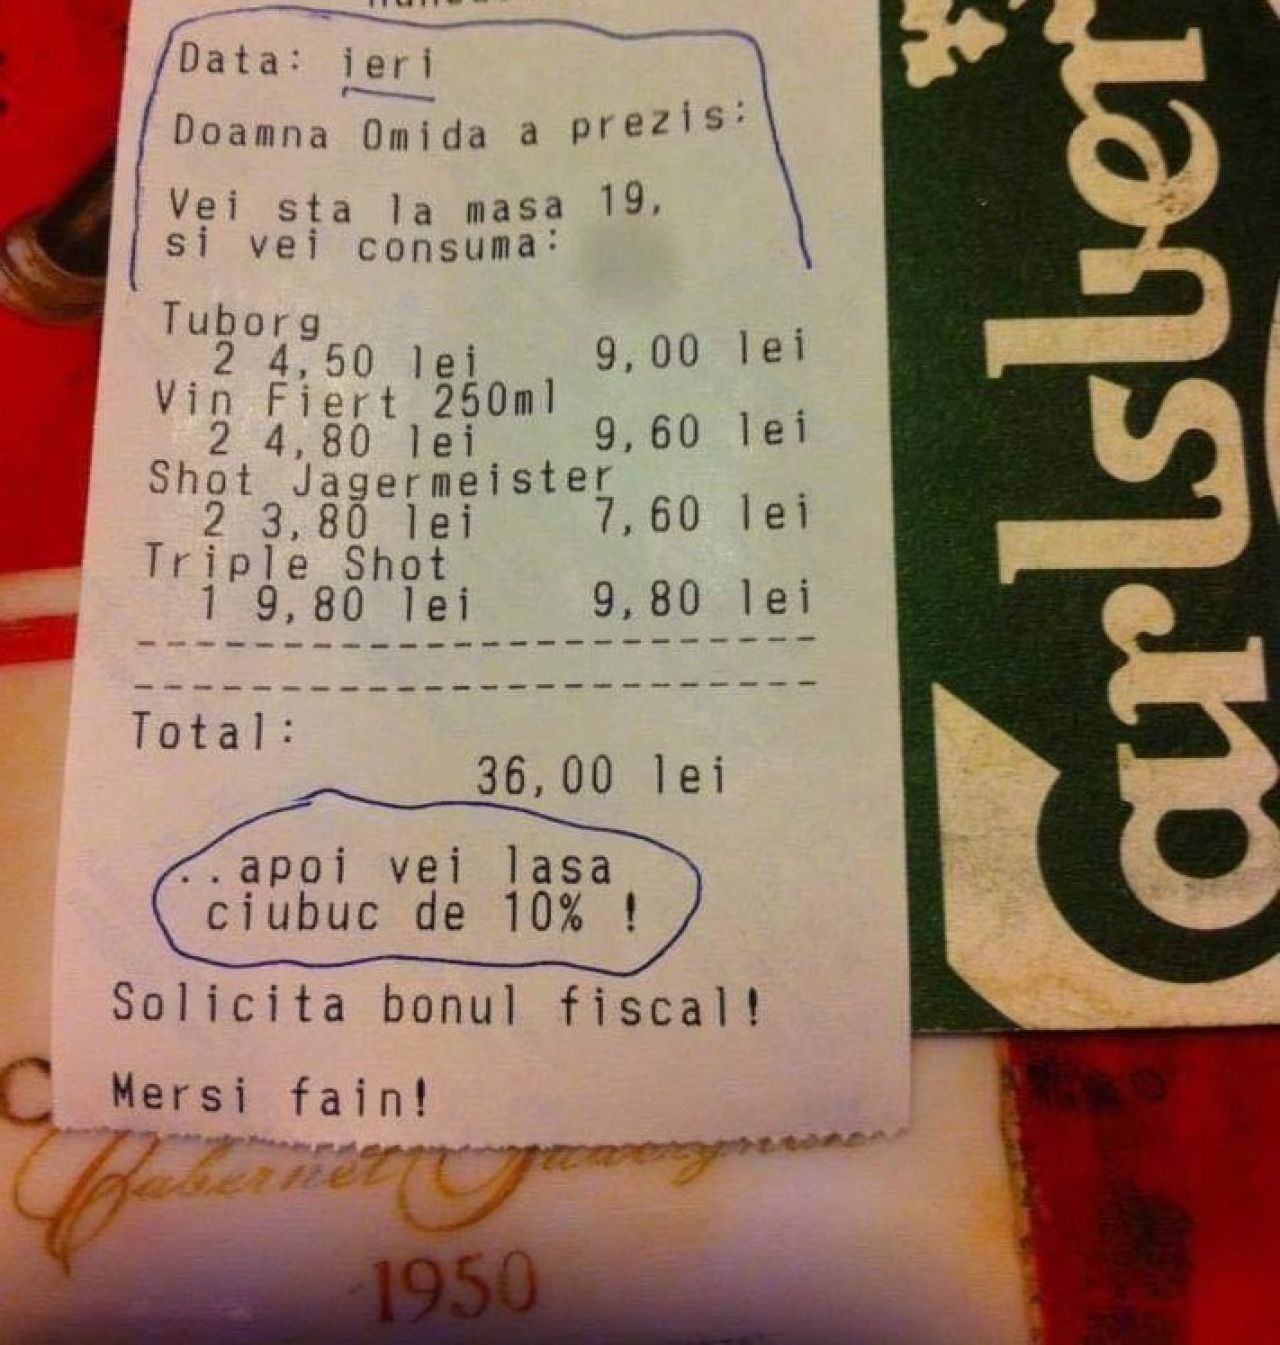 Data: ieri
Doamna Omida a prezis:
Vei sta la masa 19,
si vei consuma:
Tuborg
2 4,50 lei 9,00 lei
Vin Fiert 250ml
2 4,80 lei 9,60 lei
Shot Jagermeister
2 3,80 lei 7,60 lei
Triple Shot
1 9,80 lei 9,80 lei
------------------------
------------------------
Total:
36,00 lei
..apoi vei lasa
ciubuc de 10% !
Solicita bonul fiscal!
Mersi fain!
Carlsber
Cabernet Sauvignon
1950